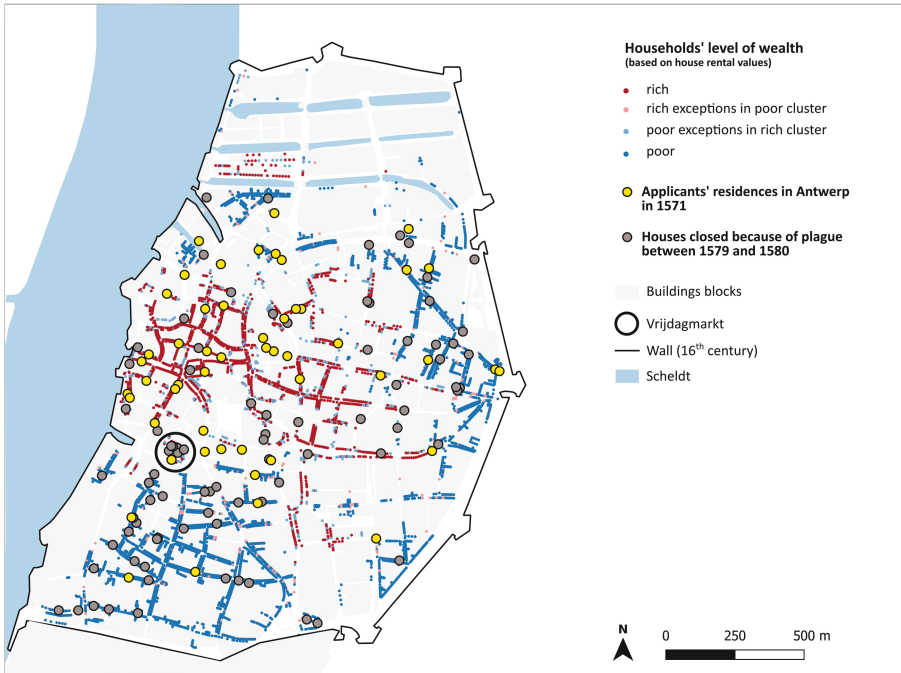 Households' level of wealth
(based on house rental values)
rich
rich exceptions in poor cluster
poor exceptions in rich cluster
poor
Applicants' residences in Antwerp
in 1571
Houses closed because of plague
between 1579 and 1580
Buildings blocks
Vrijdagmarkt
Wall (16th century)
Scheldt
N
0 250 500 m